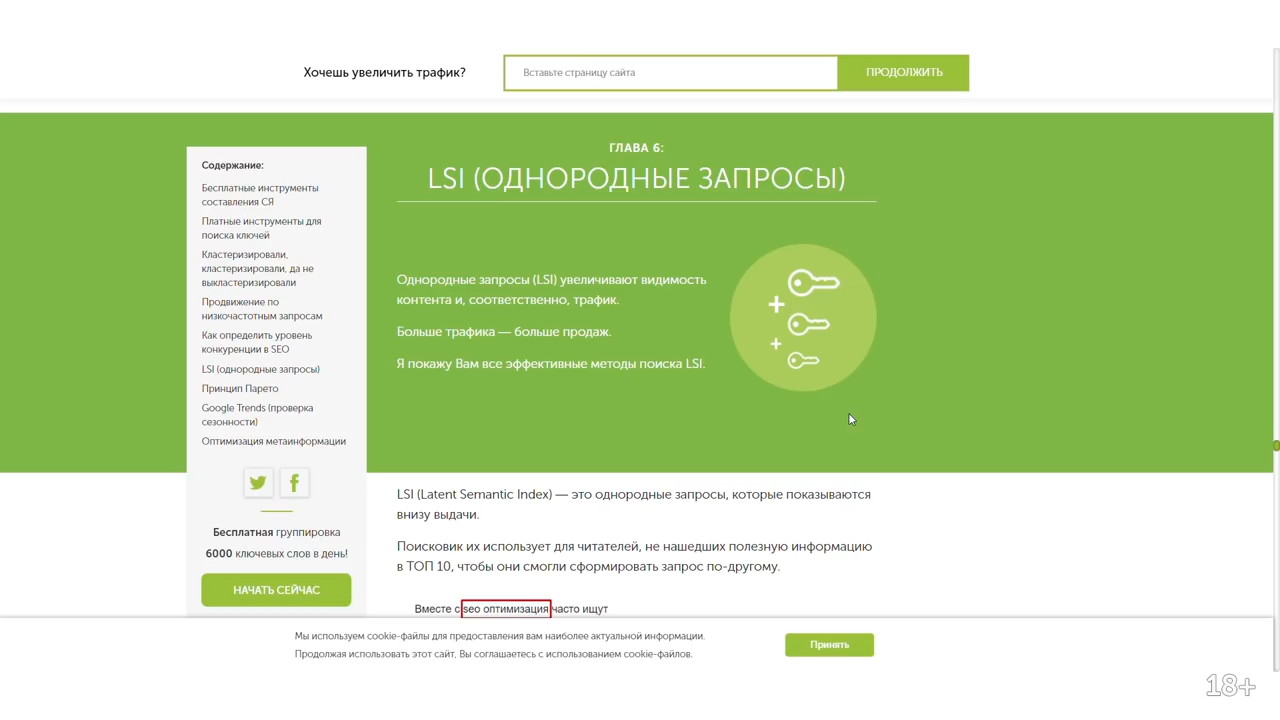 Хочешь увеличить трафик?
Вставьте страницу сайта
ПРОДОЛЖИТЬ
Содержание:
Бесплатные инструменты
составления СЯ
Платные инструменты для
поиска ключей
Кластеризировали,
кластеризировали, да не
выкластеризировали
Продвижение по
низкочастотным запросам
Как определить уровень
конкуренции в SEO
LSI (однородные запросы)
Принцип Парето
Google Trends (проверка
сезонности)
Оптимизация метаинформации
Бесплатная группировка
6000 ключевых слов в день!
НАЧАТЬ СЕЙЧАС
ГЛАВА 6:
LSI (ОДНОРОДНЫЕ ЗАПРОСЫ)
Однородные запросы (LSI) увеличивают видимость
контента и, соответственно, трафик.
Больше трафика — больше продаж.
Я покажу Вам все эффективные методы поиска LSI.
LSI (Latent Semantic Index) — это однородные запросы, которые показываются
внизу выдачи.
Поисковик их использует для читателей, не нашедших полезную информацию
в ТОП 10, чтобы они смогли сформировать запрос по-другому.
Вместе с seo оптимизация часто ищут
Мы используем cookie-файлы для предоставления вам наиболее актуальной информации.
Продолжая использовать этот сайт, Вы соглашаетесь с использованием cookie-файлов.
Принять
18+